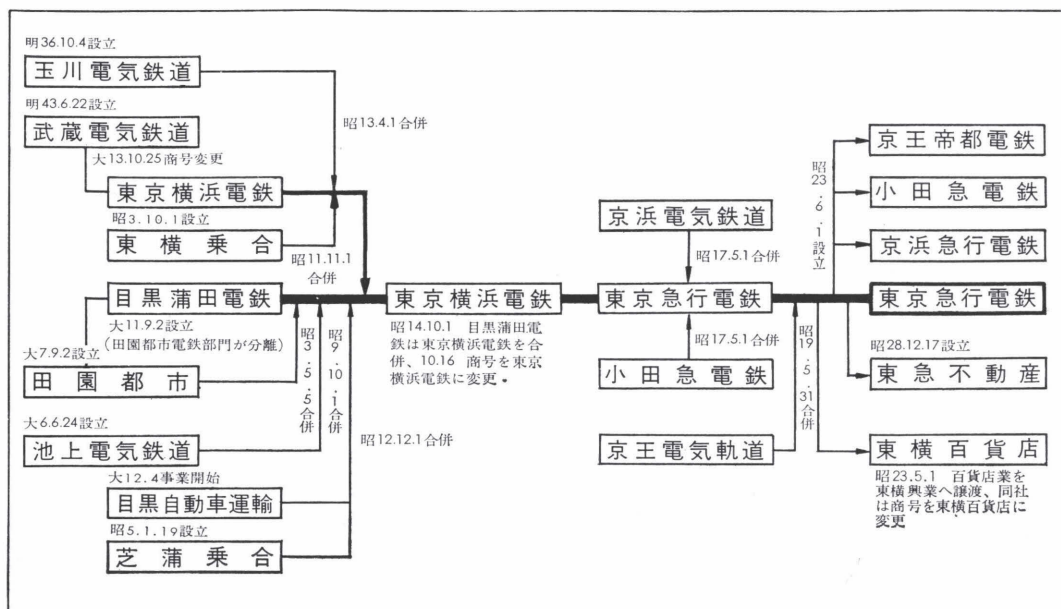 明36.10.4設立
玉川電気鉄道
明43.6.22設立
武蔵電気鉄道
大13.10.25商号変更
昭13.4.1合併
東京横浜電鉄
昭3.10.1設立
東横乗合
昭11.11.1
合併
目黒蒲田電鉄
大11.9.2設立
(田園都市電鉄部門が分離)
大7.9.2設立
田園都市
昭3.5.5合併
昭9.10.1合併
大6.6.24設立
池上電気鉄道
昭12.12.1合併
大12.4事業開始
目黒自動車運輸
昭5.1.19設立
芝蒲乗合
東京横浜電鉄
昭14.10.1 目黒蒲田電
鉄は東京横浜電鉄を合
併、10.16 商号を東京
横浜電鉄に変更.
京浜電気鉄道
昭17.5.1合併
東京急行電鉄
昭17.5.1合併
小田急電鉄
京王電気軌道
昭19.5.31合併
昭23.6.1設立
京王帝都電鉄
小田急電鉄
京浜急行電鉄
東京急行電鉄
昭28.12.17設立
東急不動産
東横百貨店
昭23.5.1 百貨店業を
東横興業へ譲渡、同社
は商号を東横百貨店に
変更